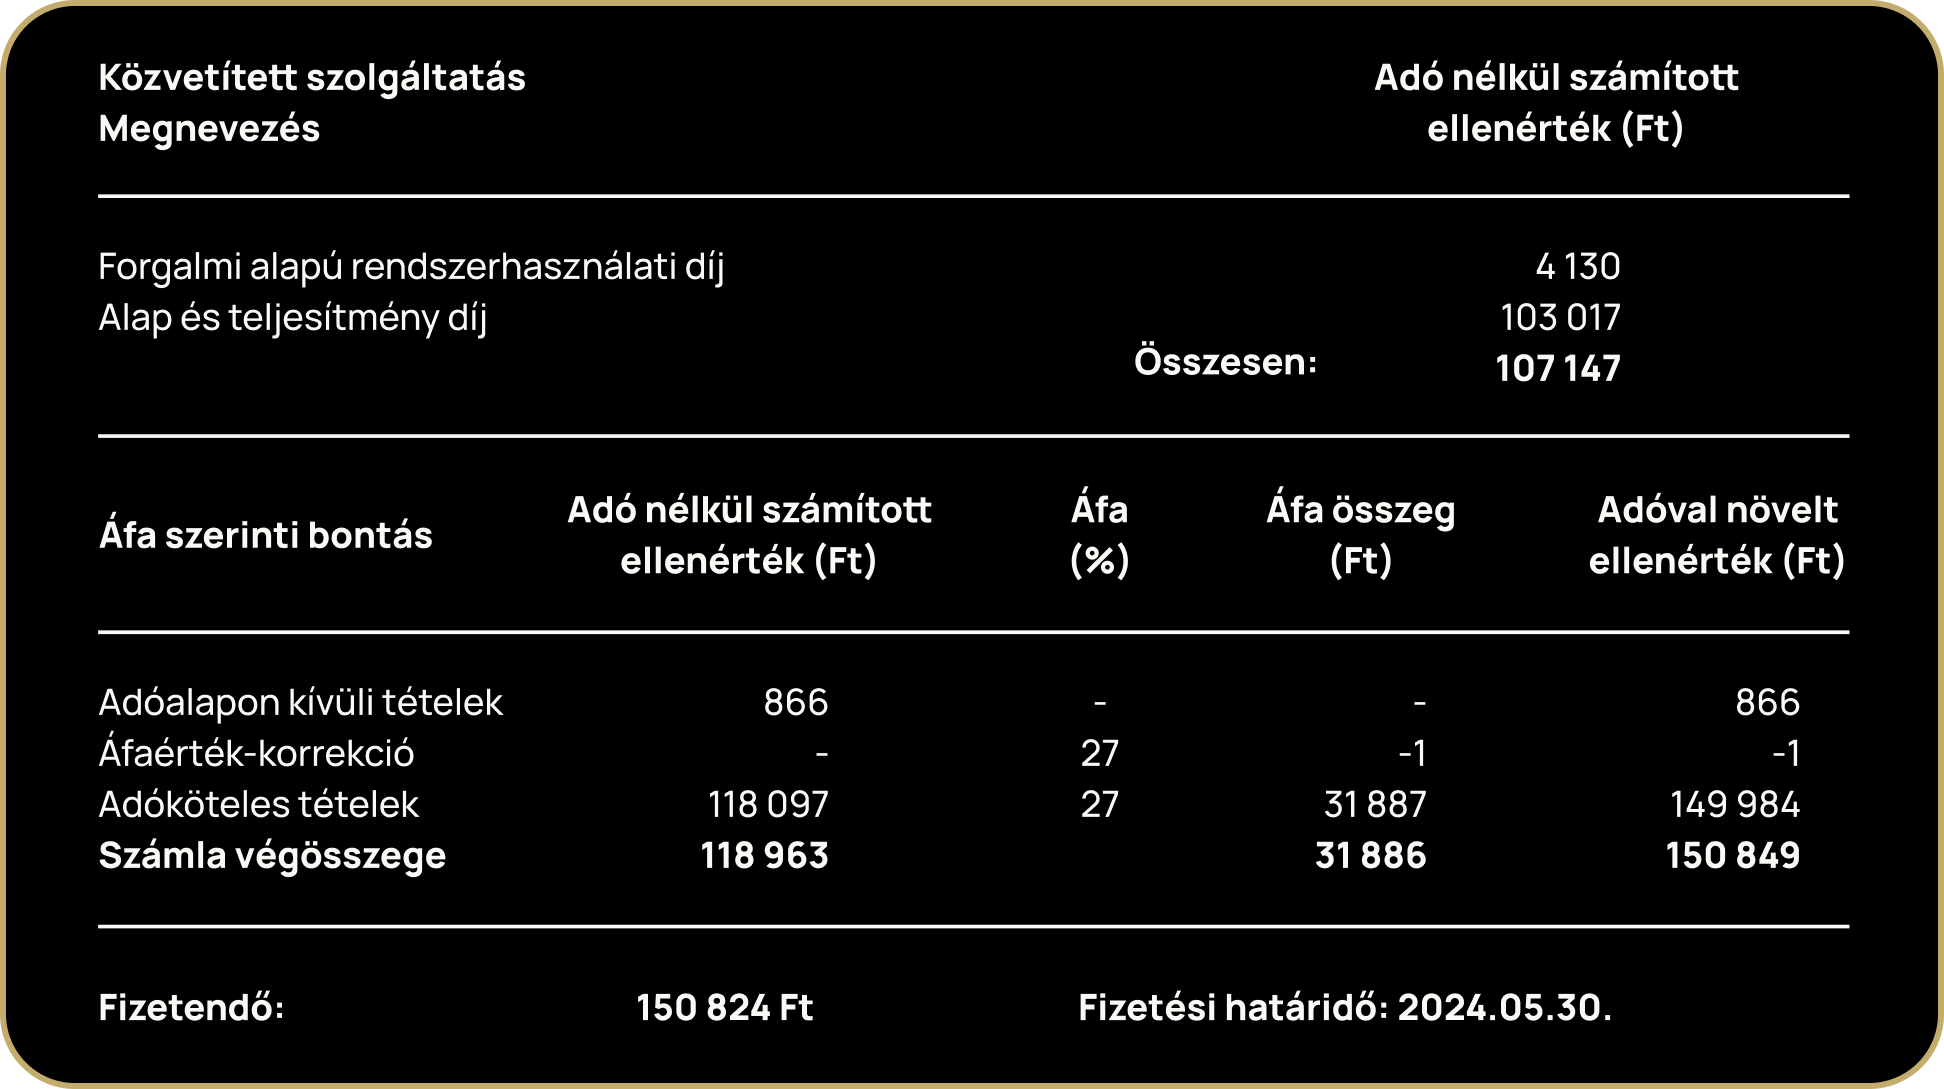 Közvetített szolgáltatás
Megnevezés
Adó nélkül számított
ellenérték (Ft)
Forgalmi alapú rendszerhasználati díj 4 130
Alap és teljesítmény díj 103 017
Összesen: 107 147
Áfa szerinti bontás
Adó nélkül számított
ellenérték (Ft)
Áfa
(%)
Áfa összeg
(Ft)
Adóval növelt
ellenérték (Ft)
Adóalapon kívüli tételek 866 - - 866
Áfaérték-korrekció - 27 -1 -1
Adóköteles tételek 118 097 27 31 887 149 984
Számla végösszege 118 963 31 886 150 849
Fizetendő: 150 824 Ft Fizetési határidő: 2024.05.30.